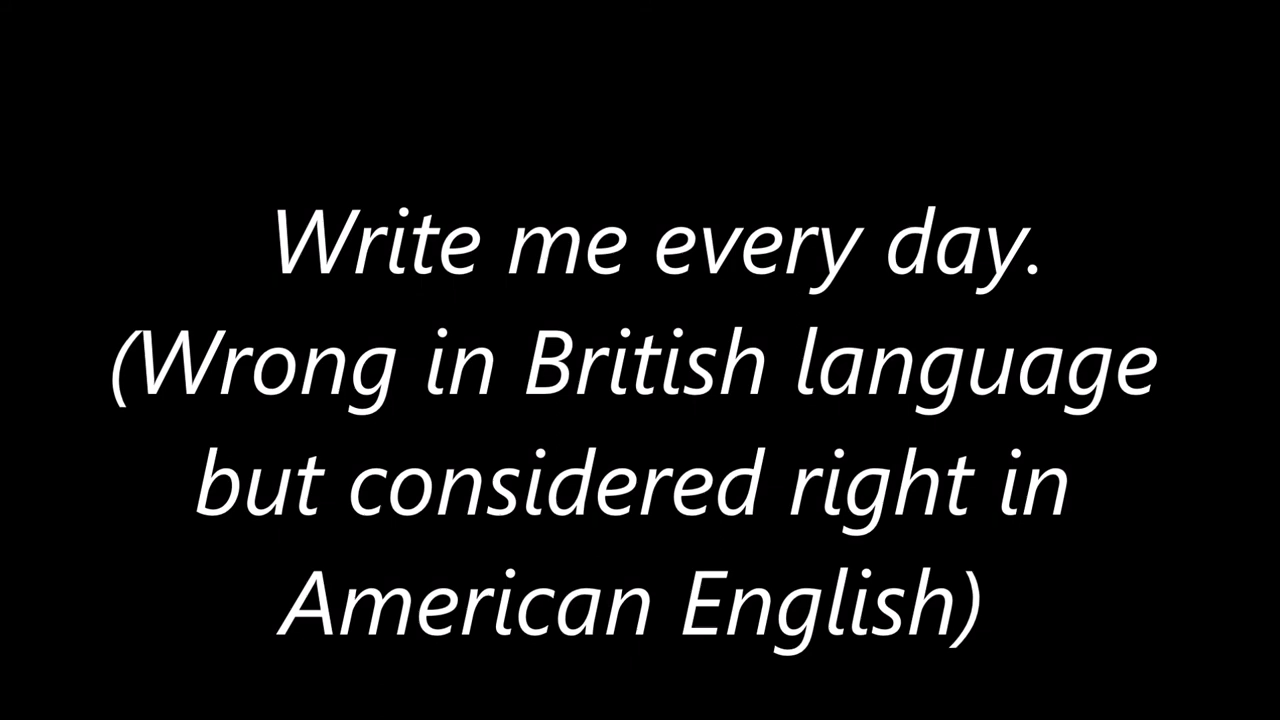 Write me every day.
(Wrong in British language
but considered right in
American English)